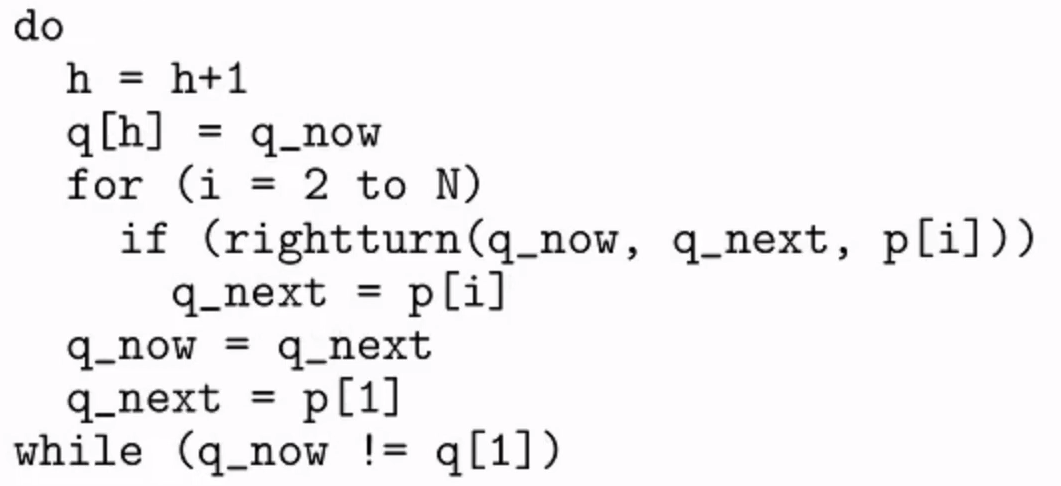 do
h = h+1
q[h] = q_now
for (i = 2 to N)
if (rightturn(q_now, q_next, p[i]))
q_next = p[i]
q_now = q_next
q_next = p[1]
while (q_now != q[1])